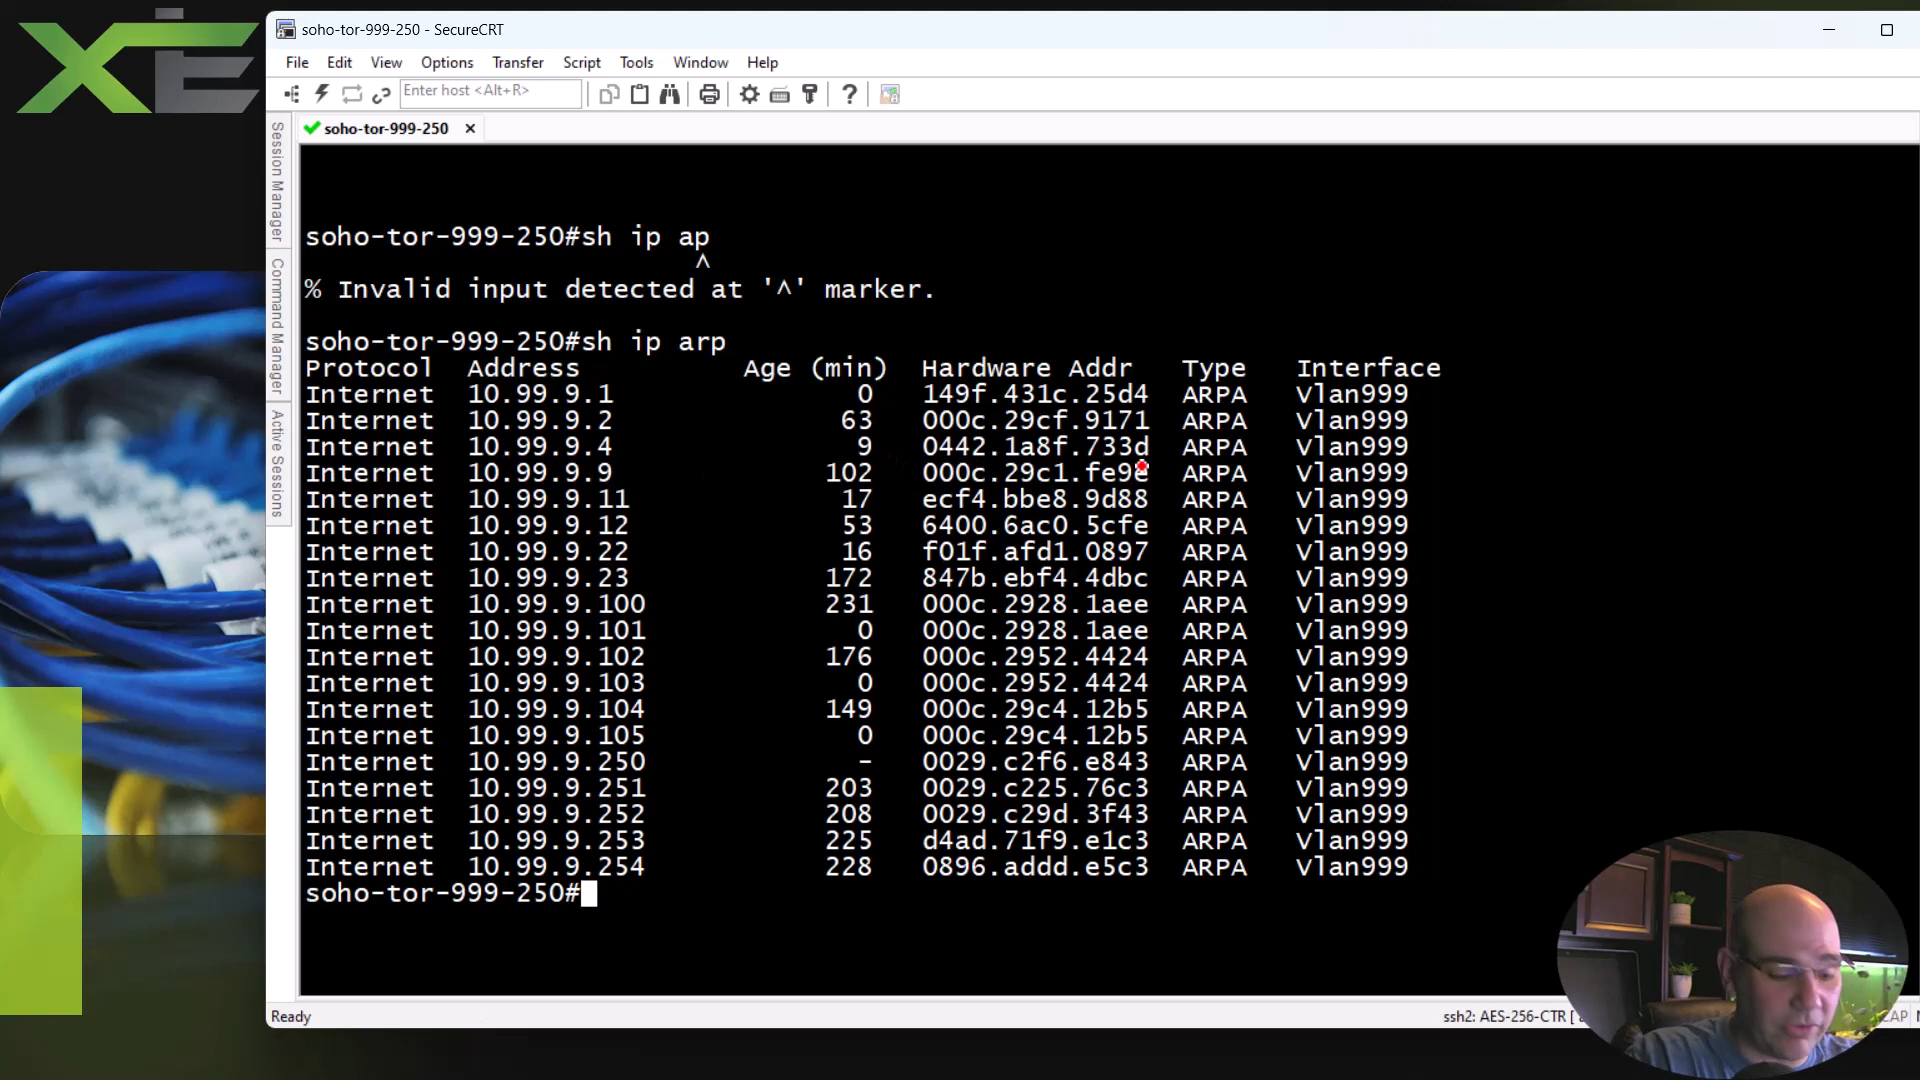 XIE
soho-tor-999-250 - SecureCRT
File Edit View Options Transfer Script Tools Window Help
Enter host <Alt+R>
soho-tor-999-250
Session Manager
Command Manager
Active Sessions
soho-tor-999-250#sh ip ap
^
% Invalid input detected at '^' marker.
soho-tor-999-250#sh ip arp
Protocol Address Age (min) Hardware Addr Type Interface
Internet 10.99.9.1 0 149f.431c.25d4 ARPA Vlan999
Internet 10.99.9.2 63 000c.29cf.9171 ARPA Vlan999
Internet 10.99.9.4 9 0442.1a8f.733d ARPA Vlan999
Internet 10.99.9.9 102 000c.29c1.fe9e ARPA Vlan999
Internet 10.99.9.11 17 ecf4.bbe8.9d88 ARPA Vlan999
Internet 10.99.9.12 53 6400.6ac0.5cfe ARPA Vlan999
Internet 10.99.9.22 16 f01f.afd1.0897 ARPA Vlan999
Internet 10.99.9.23 172 847b.ebf4.4dbc ARPA Vlan999
Internet 10.99.9.100 231 000c.2928.1aee ARPA Vlan999
Internet 10.99.9.101 0 000c.2928.1aee ARPA Vlan999
Internet 10.99.9.102 176 000c.2952.4424 ARPA Vlan999
Internet 10.99.9.103 0 000c.2952.4424 ARPA Vlan999
Internet 10.99.9.104 149 000c.29c4.12b5 ARPA Vlan999
Internet 10.99.9.105 0 000c.29c4.12b5 ARPA Vlan999
Internet 10.99.9.250 - 0029.c2f6.e843 ARPA Vlan999
Internet 10.99.9.251 203 0029.c225.76c3 ARPA Vlan999
Internet 10.99.9.252 208 0029.c29d.3f43 ARPA Vlan999
Internet 10.99.9.253 225 d4ad.71f9.e1c3 ARPA Vlan999
Internet 10.99.9.254 228 0896.addd.e5c3 ARPA Vlan999
soho-tor-999-250#
Ready
ssh2: AES-256-CTR [